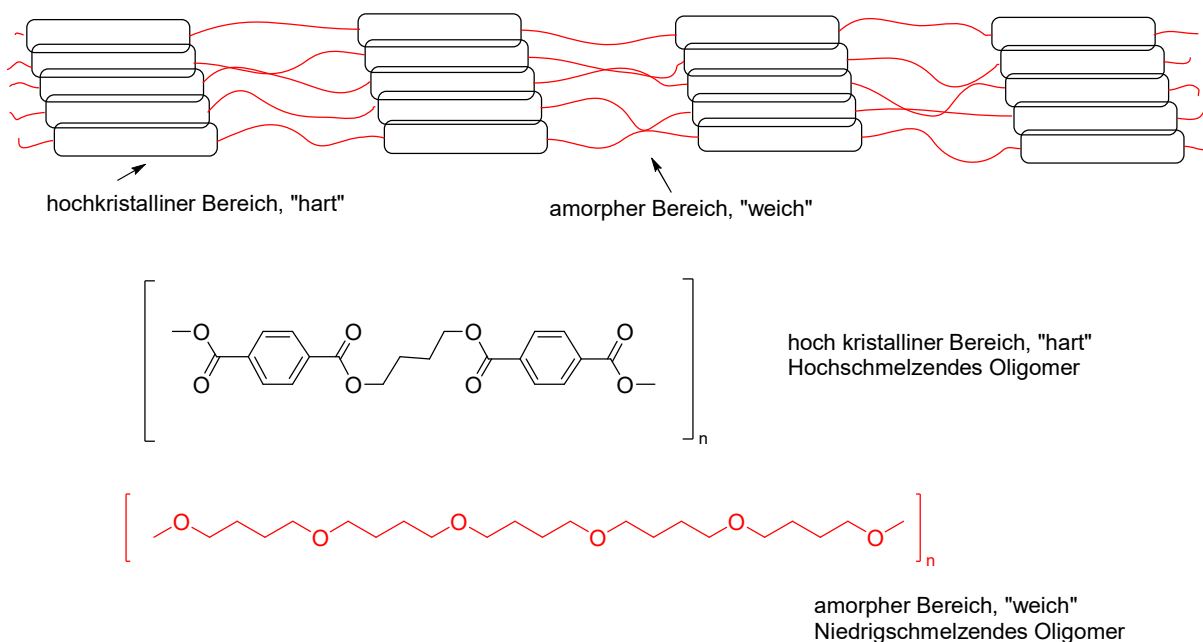 hochkristalliner Bereich, "hart"
amorpher Bereich, "weich"
O
O
O
O
O
O
O
O
n
hoch kristalliner Bereich, "hart"
Hochschmelzendes Oligomer
O
O
O
O
O
O
n
amorpher Bereich, "weich"
Niedrigschmelzendes Oligomer